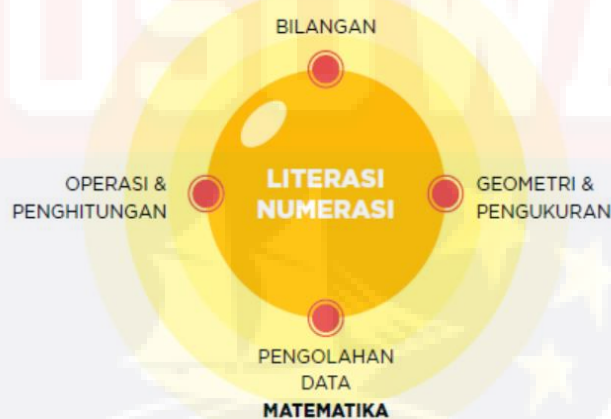 BILANGAN
OPERASI &
PENGHITUNGAN
LITERASI
NUMERASI
GEOMETRI &
PENGUKURAN
PENGOLAHAN
DATA
MATEMATIKA